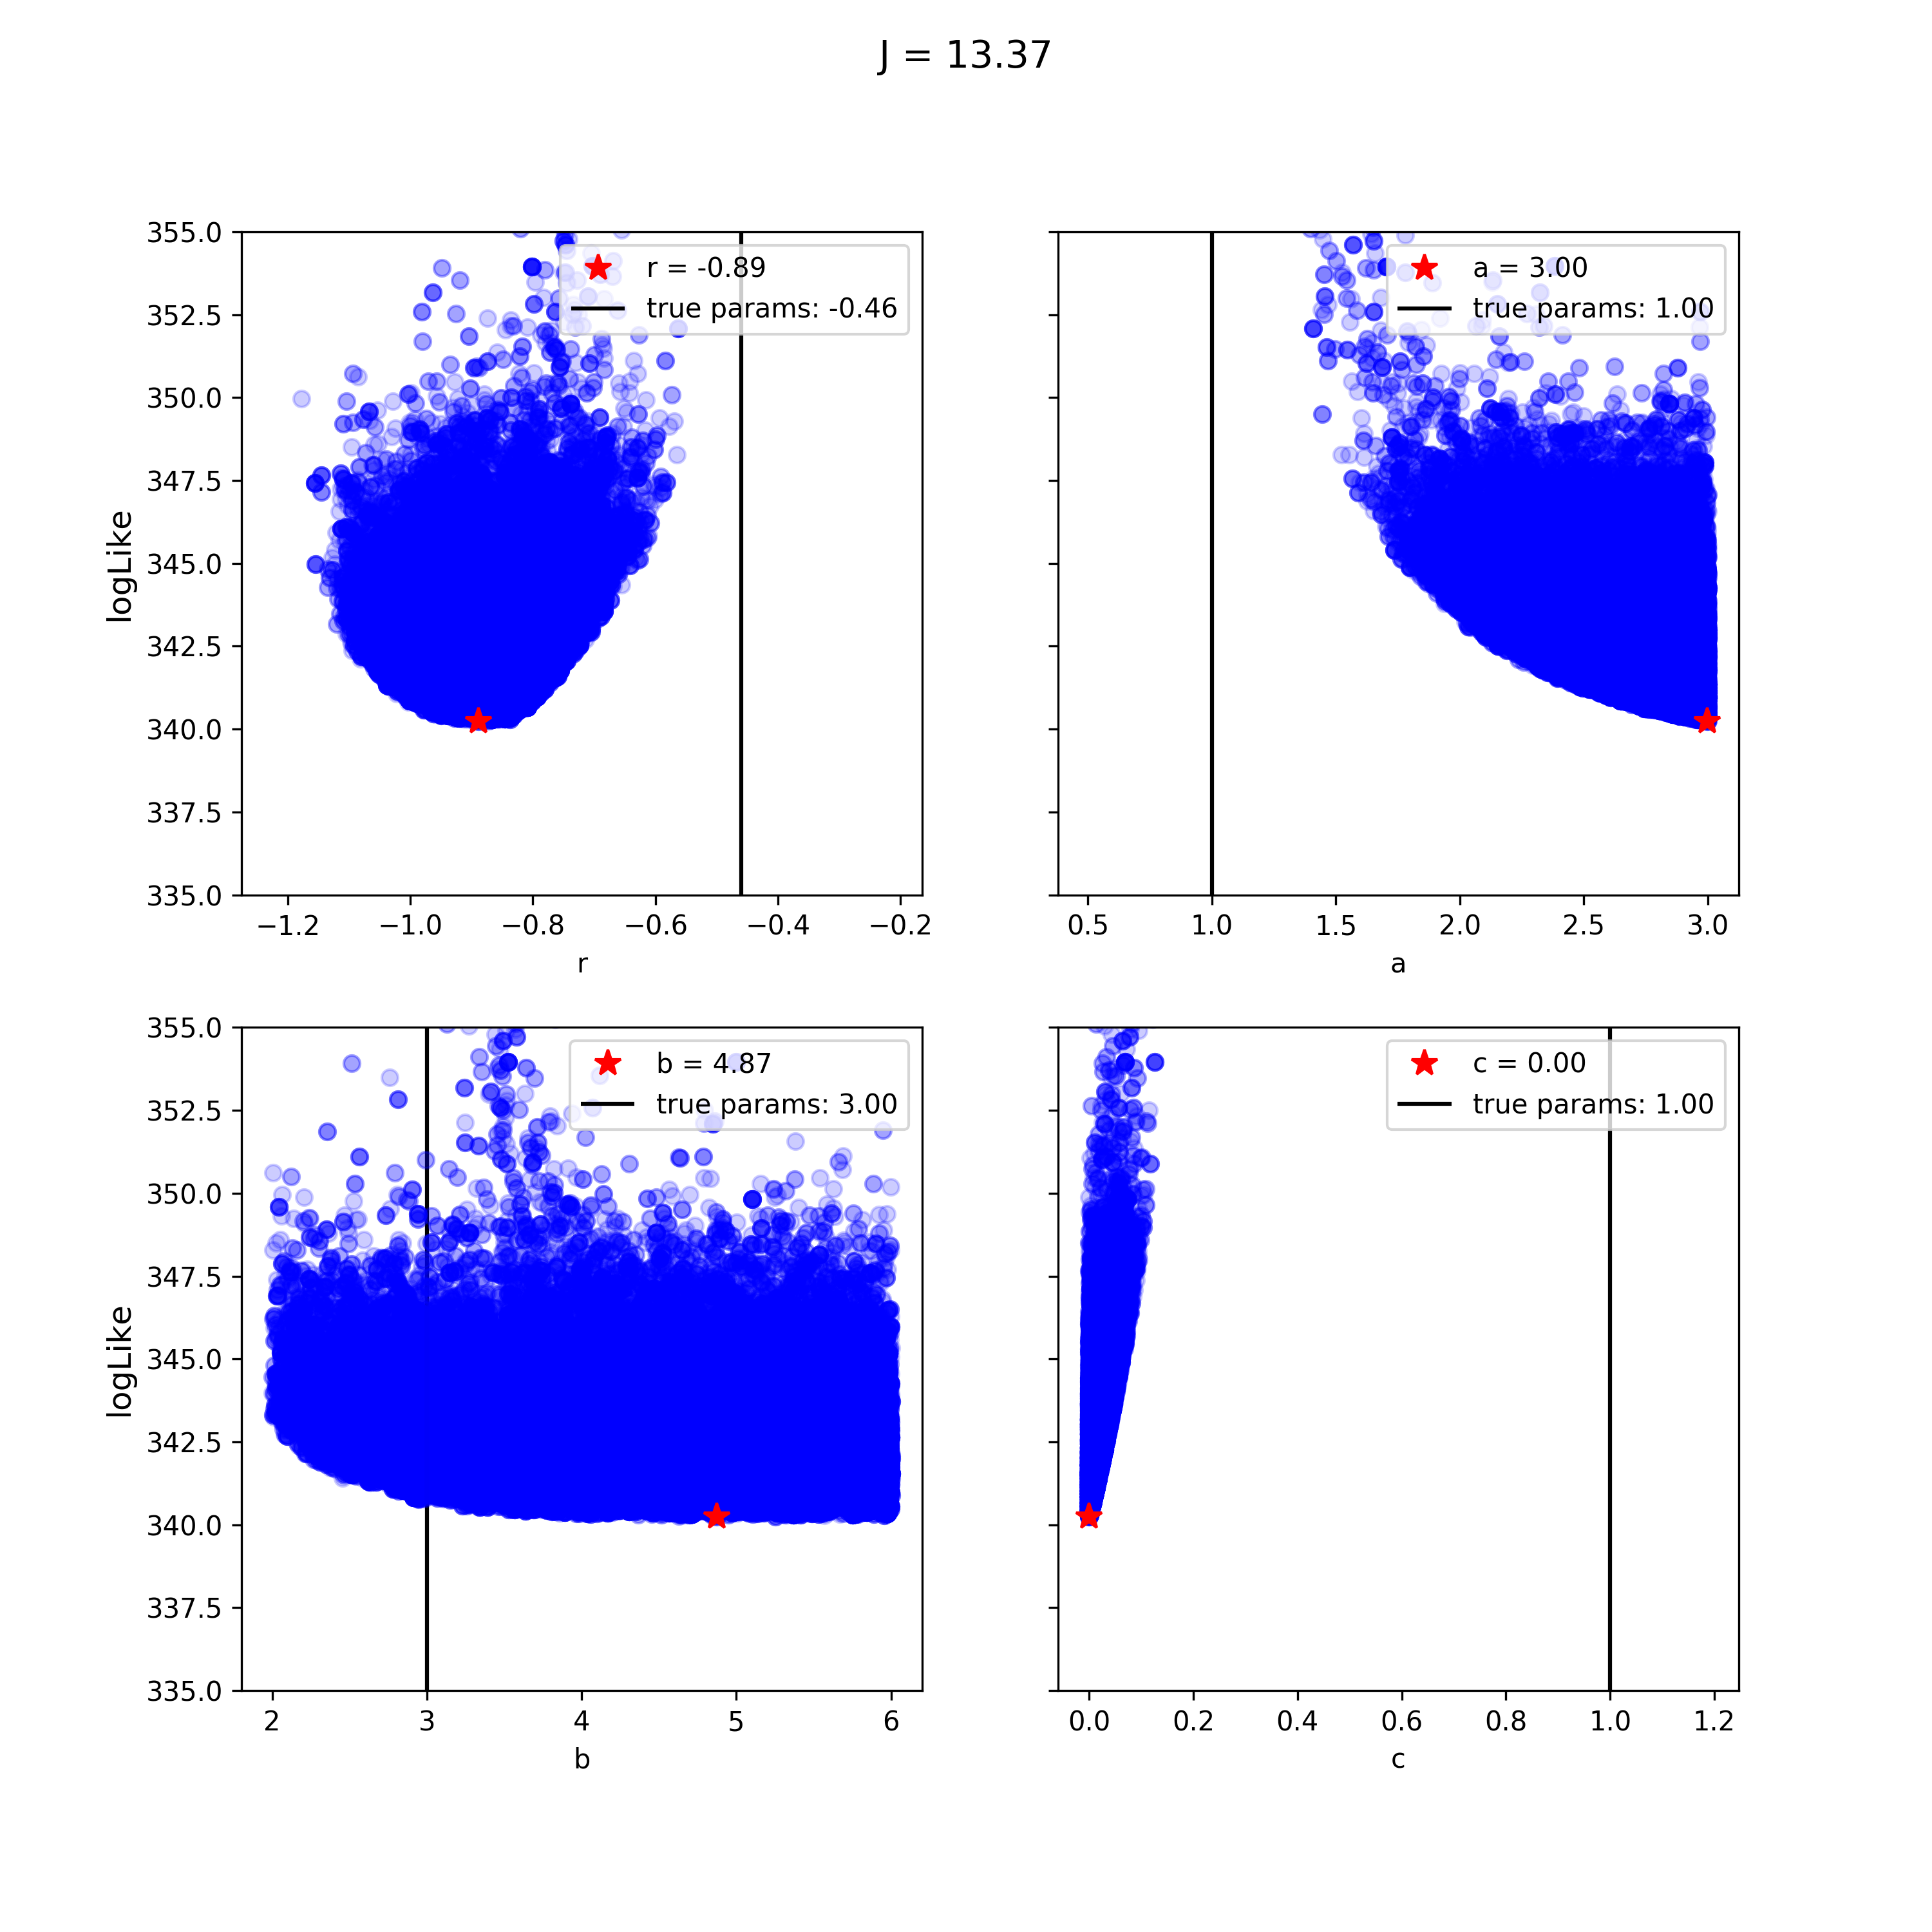 J = 13.37
355.0
352.5
350.0
347.5
345.0
342.5
340.0
337.5
335.0
logLike
r = -0.89
true params: -0.46
−1.2 −1.0 −0.8 −0.6 −0.4 −0.2
r
a = 3.00
true params: 1.00
0.5 1.0 1.5 2.0 2.5 3.0
a
355.0
352.5
350.0
347.5
345.0
342.5
340.0
337.5
335.0
logLike
b = 4.87
true params: 3.00
2 3 4 5 6
b
c = 0.00
true params: 1.00
0.0 0.2 0.4 0.6 0.8 1.0 1.2
c